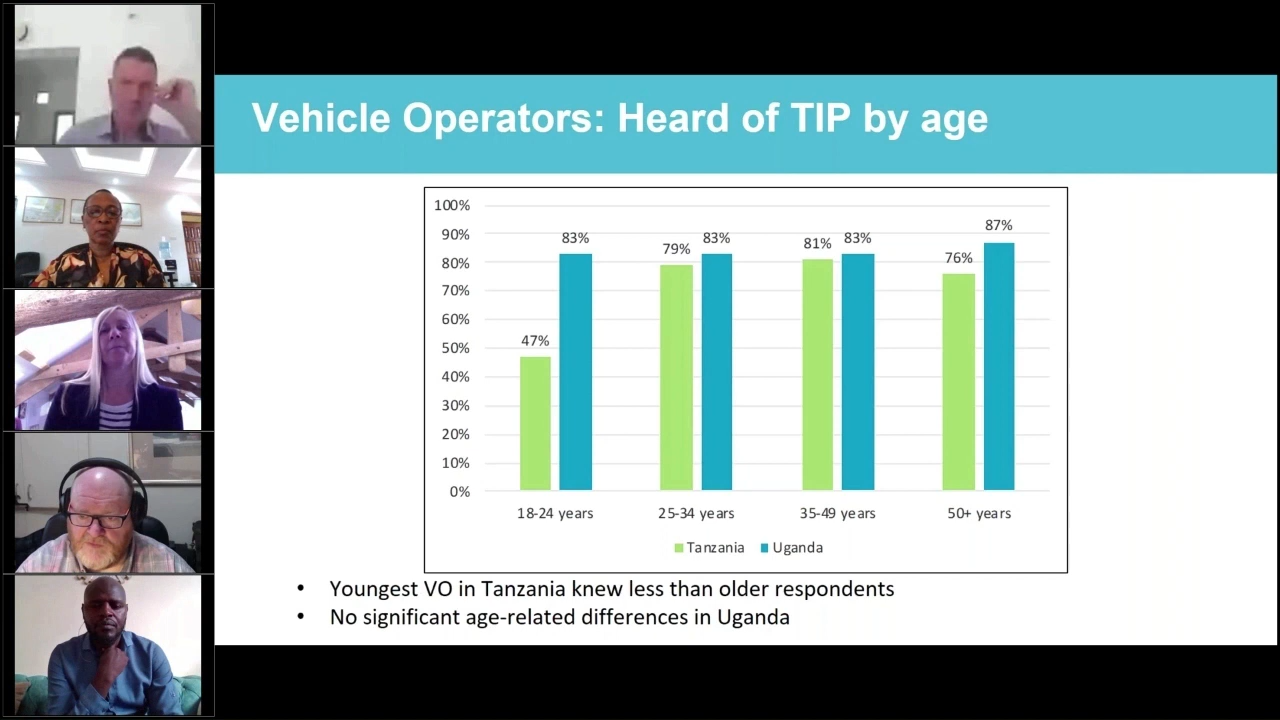 Vehicle Operators: Heard of TIP by age
100%
90%
80%
70%
60%
50%
40%
30%
20%
10%
0%
47%
83%
79%
83%
81%
83%
76%
87%
18-24 years
25-34 years
35-49 years
50+ years
Tanzania
Uganda
• Youngest VO in Tanzania knew less than older respondents
• No significant age-related differences in Uganda